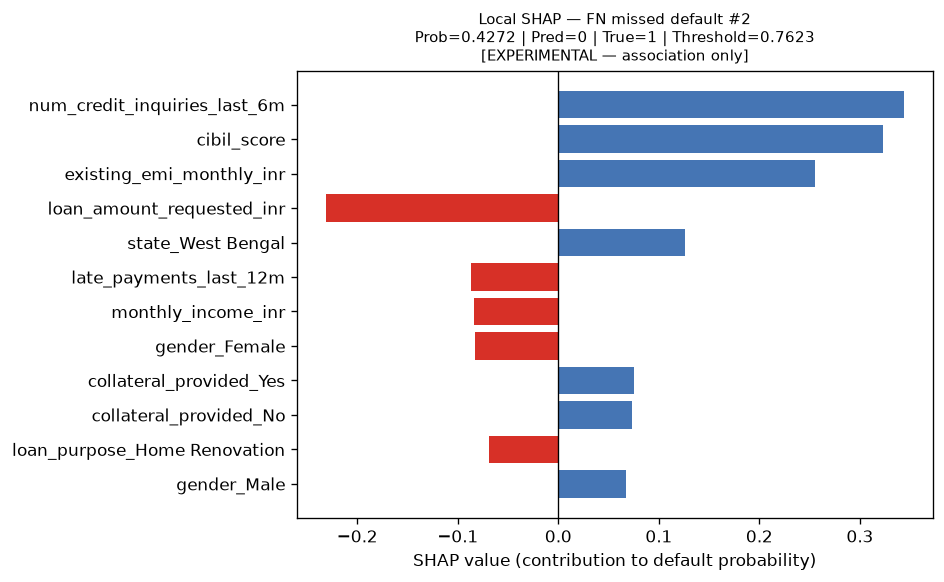 Local SHAP — FN missed default #2
Prob=0.4272 | Pred=0 | True=1 | Threshold=0.7623
[EXPERIMENTAL — association only]
num_credit_inquiries_last_6m
cibil_score
existing_emi_monthly_inr
loan_amount_requested_inr
state_West Bengal
late_payments_last_12m
monthly_income_inr
gender_Female
collateral_provided_Yes
collateral_provided_No
loan_purpose_Home Renovation
gender_Male
−0.2 −0.1 0.0 0.1 0.2 0.3
SHAP value (contribution to default probability)